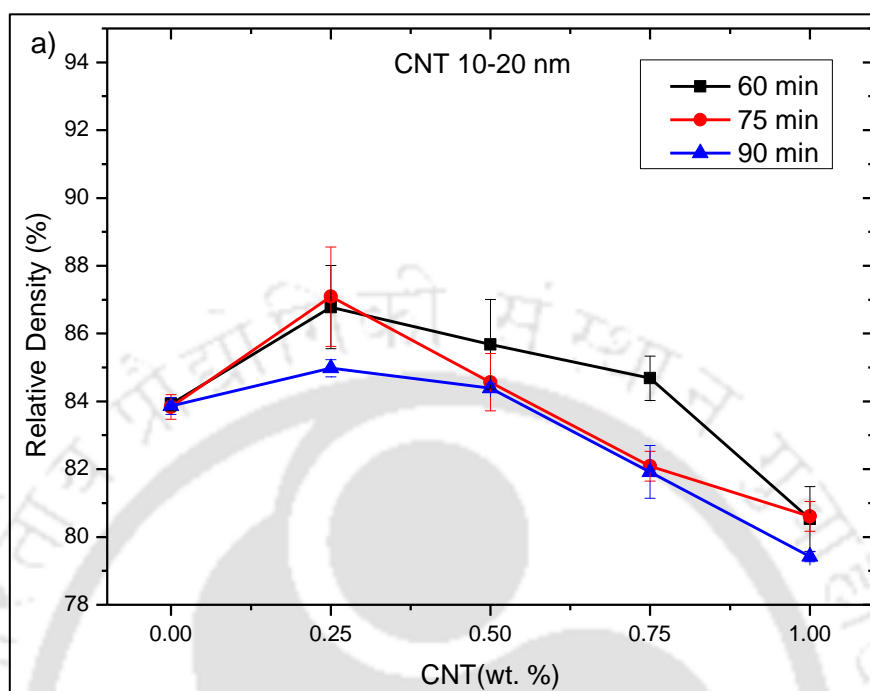 a)
CNT 10-20 nm
60 min
75 min
90 min
94
92
90
88
86
84
82
80
78
Relative Density (%)
0.00 0.25 0.50 0.75 1.00
CNT(wt. %)